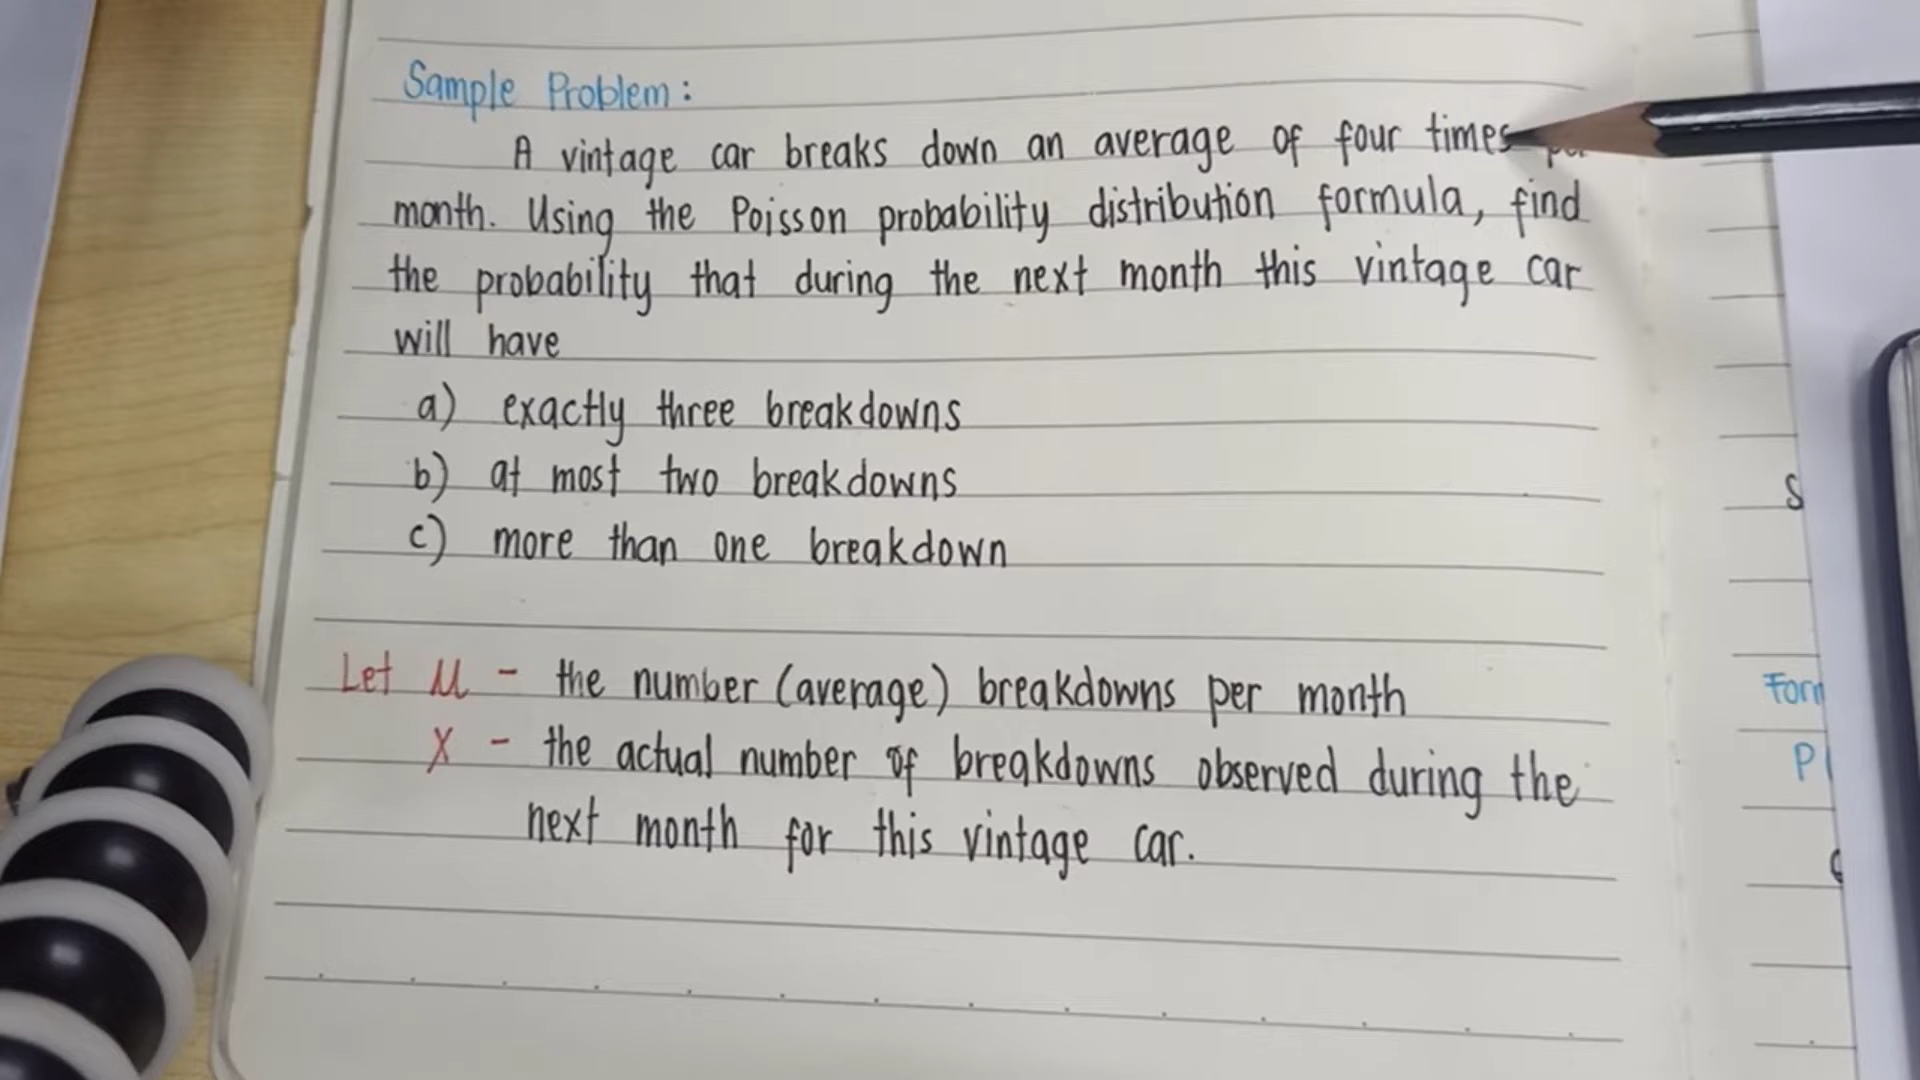 Sample Problem:
A vintage car breaks down an average of four times
month. Using the Poisson probability distribution formula, find
the probability that during the next month this vintage car
will have
a) exactly three breakdowns
b) at most two breakdowns
c) more than one breakdown
Let μ - the number (average) breakdowns per month
X - the actual number of breakdowns observed during the
next month for this vintage car.
S
Form
P(